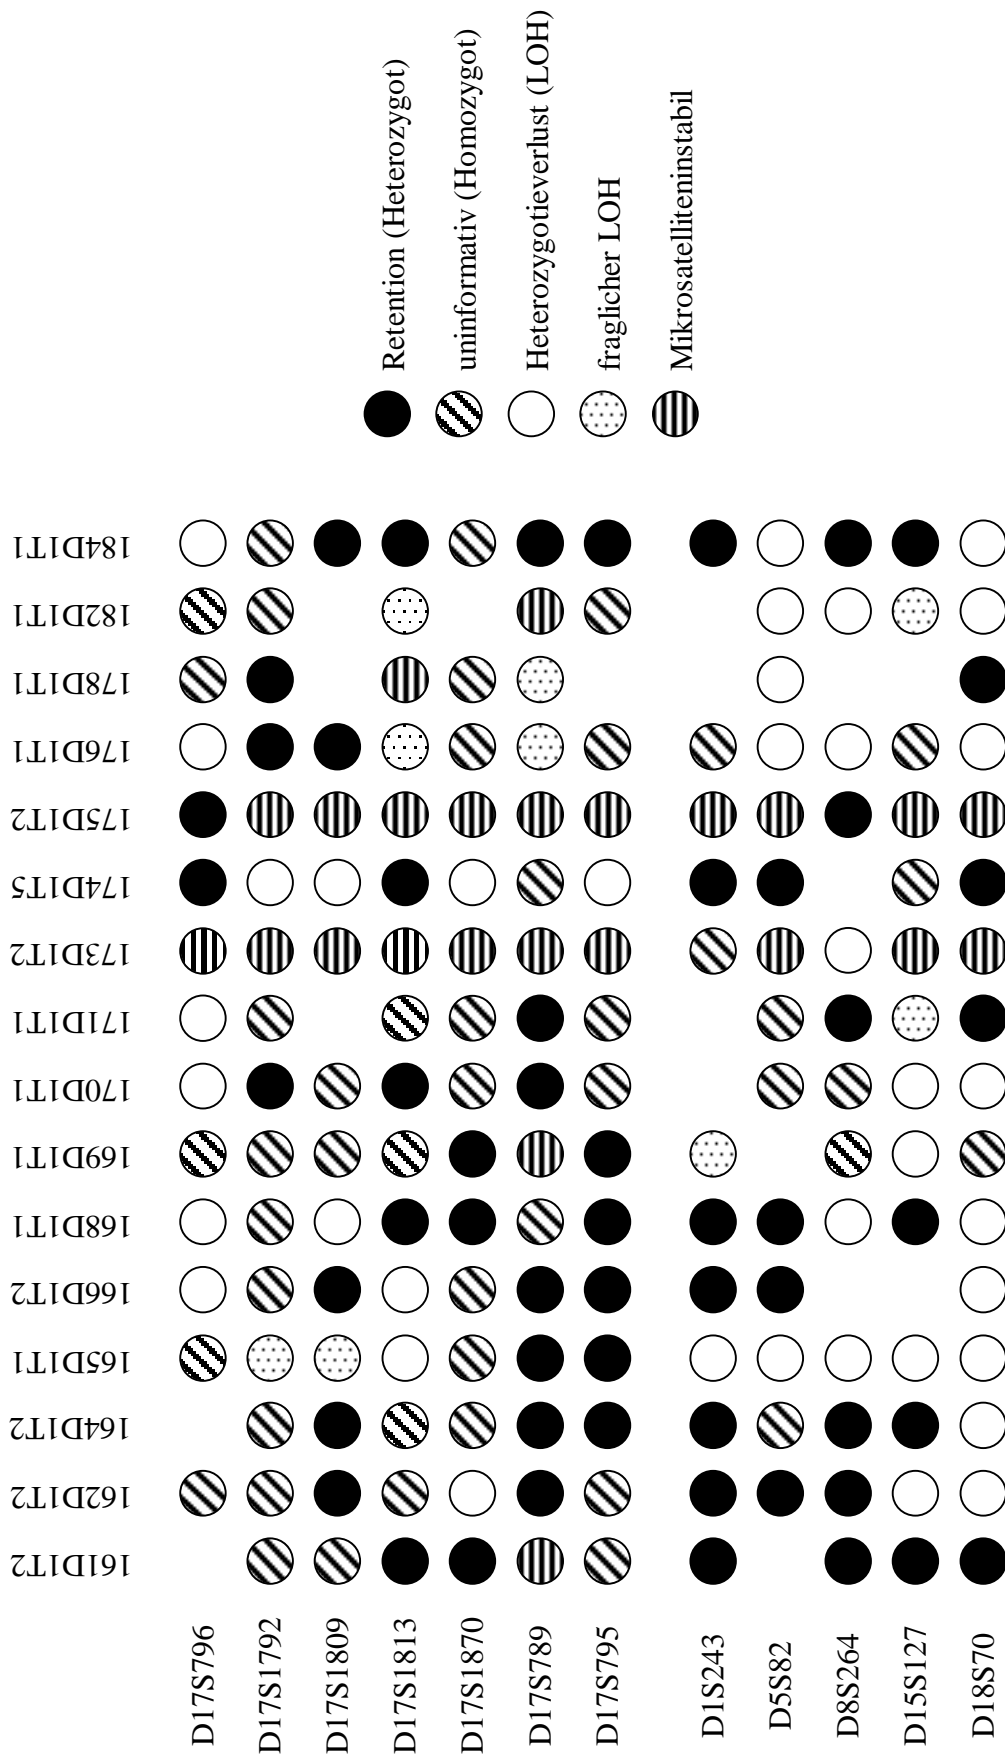 161D1T2
162D1T2
164D1T2
165D1T1
166D1T2
168D1T1
169D1T1
170D1T1
171D1T1
173D1T2
174D1T5
175D1T2
176D1T1
178D1T1
182D1T1
184D1T1
D17S796
D17S1792
D17S1809
D17S1813
D17S1870
D17S789
D17S795
D1S243
D5S82
D8S264
D15S127
D18S70
Retention (Heterozygot)
uninformativ (Homozygot)
Heterozygotieverlust (LOH)
fraglicher LOH
Mikrosatelliteninstabil